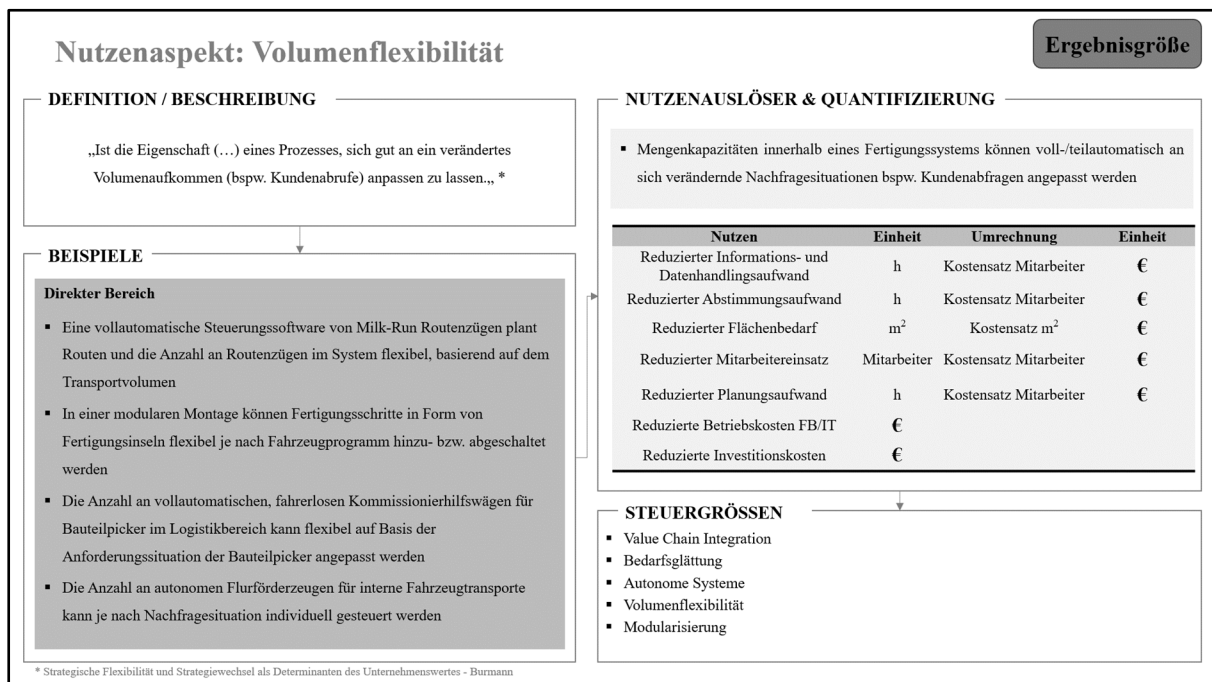 Nutzenaspekt: Volumenflexibilität
Ergebnisgröße
DEFINITION / BESCHREIBUNG
„Ist die Eigenschaft (…) eines Prozesses, sich gut an ein verändertes
Volumenaufkommen (bspw. Kundenabrufe) anpassen zu lassen.„ *
BEISPIELE
Direkter Bereich
▪ Eine vollautomatische Steuerungssoftware von Milk-Run Routenzügen plant
Routen und die Anzahl an Routenzügen im System flexibel, basierend auf dem
Transportvolumen
▪ In einer modularen Montage können Fertigungsschritte in Form von
Fertigungsinseln flexibel je nach Fahrzeugprogramm hinzu- bzw. abgeschaltet
werden
▪ Die Anzahl an vollautomatischen, fahrerlosen Kommissionierhilfswägen für
Bauteilpicker im Logistikbereich kann flexibel auf Basis der
Anforderungssituation der Bauteilpicker angepasst werden
▪ Die Anzahl an autonomen Flurförderzeugen für interne Fahrzeugtransporte
kann je nach Nachfragesituation individuell gesteuert werden
NUTZENAUSLÖSER & QUANTIFIZIERUNG
▪ Mengenkapazitäten innerhalb eines Fertigungssystems können voll-/teilautomatisch an
sich verändernde Nachfragesituationen bspw. Kundenabfragen angepasst werden
Nutzen Einheit Umrechnung Einheit
Reduzierter Informations- und
Datenhandlingsaufwand h Kostensatz Mitarbeiter €
Reduzierter Abstimmungsaufwand h Kostensatz Mitarbeiter €
Reduzierter Flächenbedarf m² Kostensatz m² €
Reduzierter Mitarbeitereinsatz Mitarbeiter Kostensatz Mitarbeiter €
Reduzierter Planungsaufwand h Kostensatz Mitarbeiter €
Reduzierte Betriebskosten FB/IT €
Reduzierte Investitionskosten €
STEUERGRÖSSEN
▪ Value Chain Integration
▪ Bedarfsglättung
▪ Autonome Systeme
▪ Volumenflexibilität
▪ Modularisierung
* Strategische Flexibilität und Strategiewechsel als Determinanten des Unternehmenswertes - Burmann